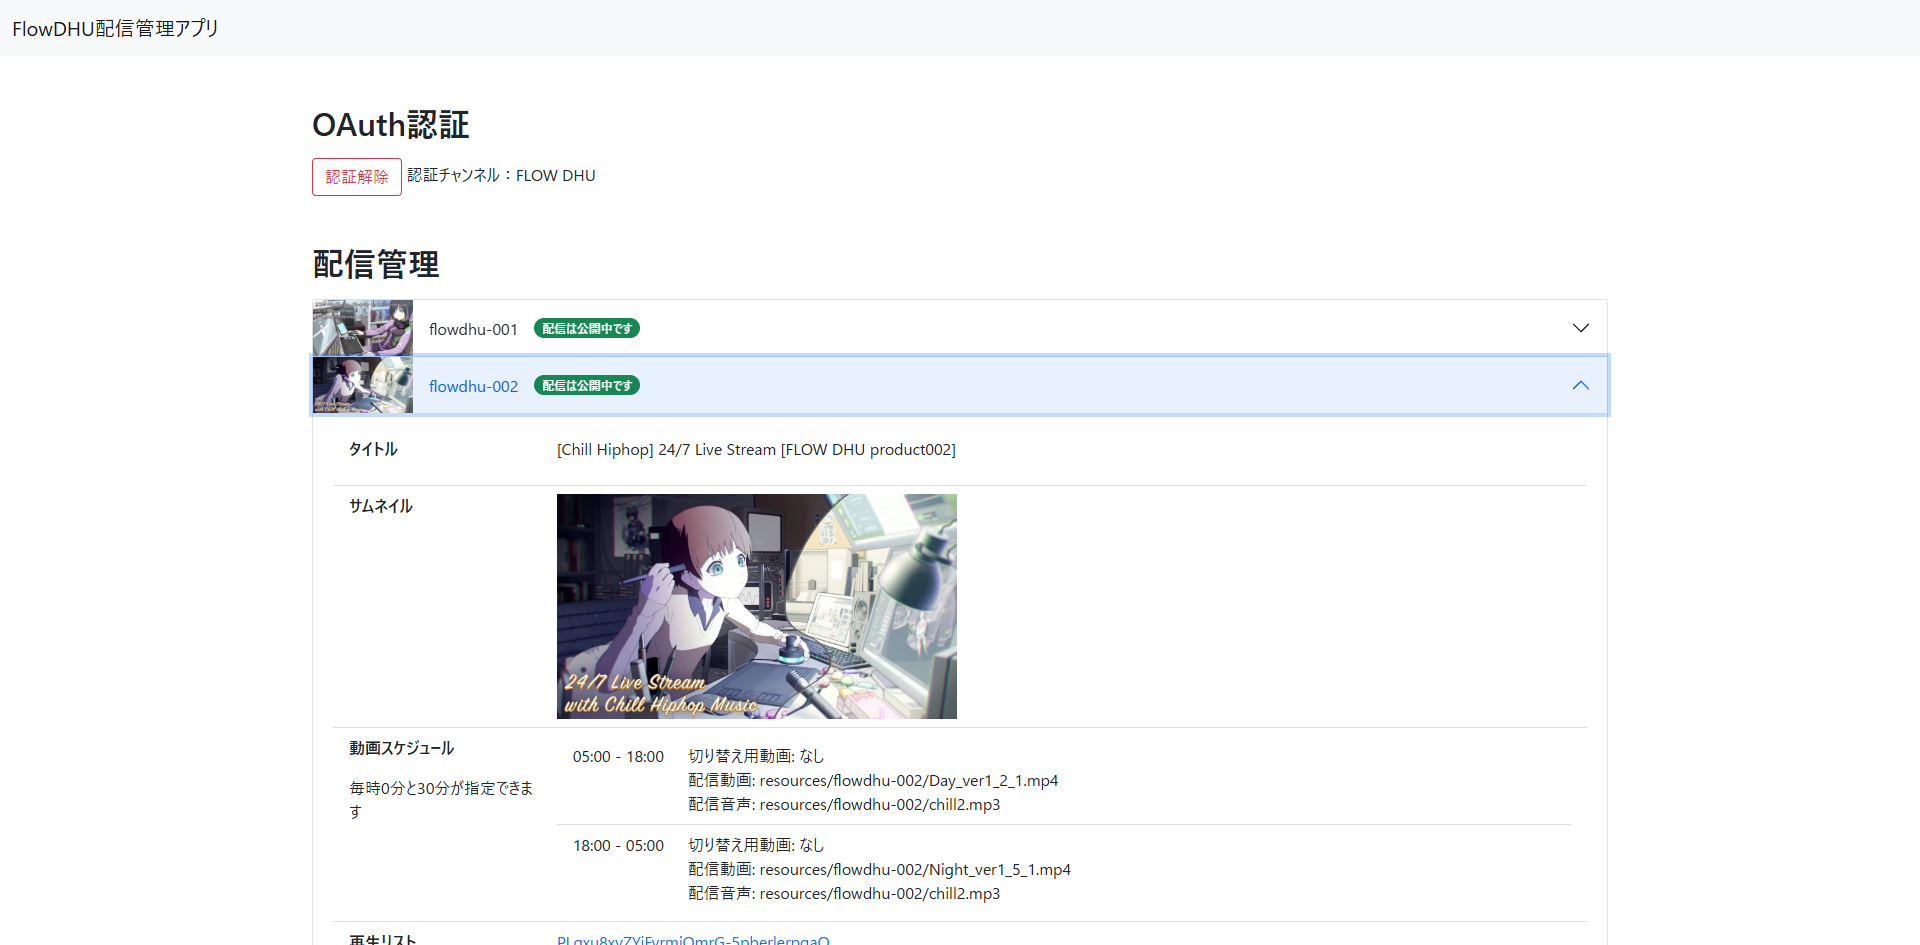 FlowDHU配信管理アプリ
OAuth認証
認証解除 認証チャンネル：FLOW DHU
配信管理
flowdhu-001 配信は公開中です
flowdhu-002 配信は公開中です
タイトル [Chill Hiphop] 24/7 Live Stream [FLOW DHU product002]
サムネイル
24/7 Live Stream
with Chill Hiphop Music
動画スケジュール
毎時0分と30分が指定できます
05:00 - 18:00 切り替え用動画: なし
配信動画: resources/flowdhu-002/Day_ver1_2_1.mp4
配信音声: resources/flowdhu-002/chill2.mp3
18:00 - 05:00 切り替え用動画: なし
配信動画: resources/flowdhu-002/Night_ver1_5_1.mp4
配信音声: resources/flowdhu-002/chill2.mp3
再生リスト